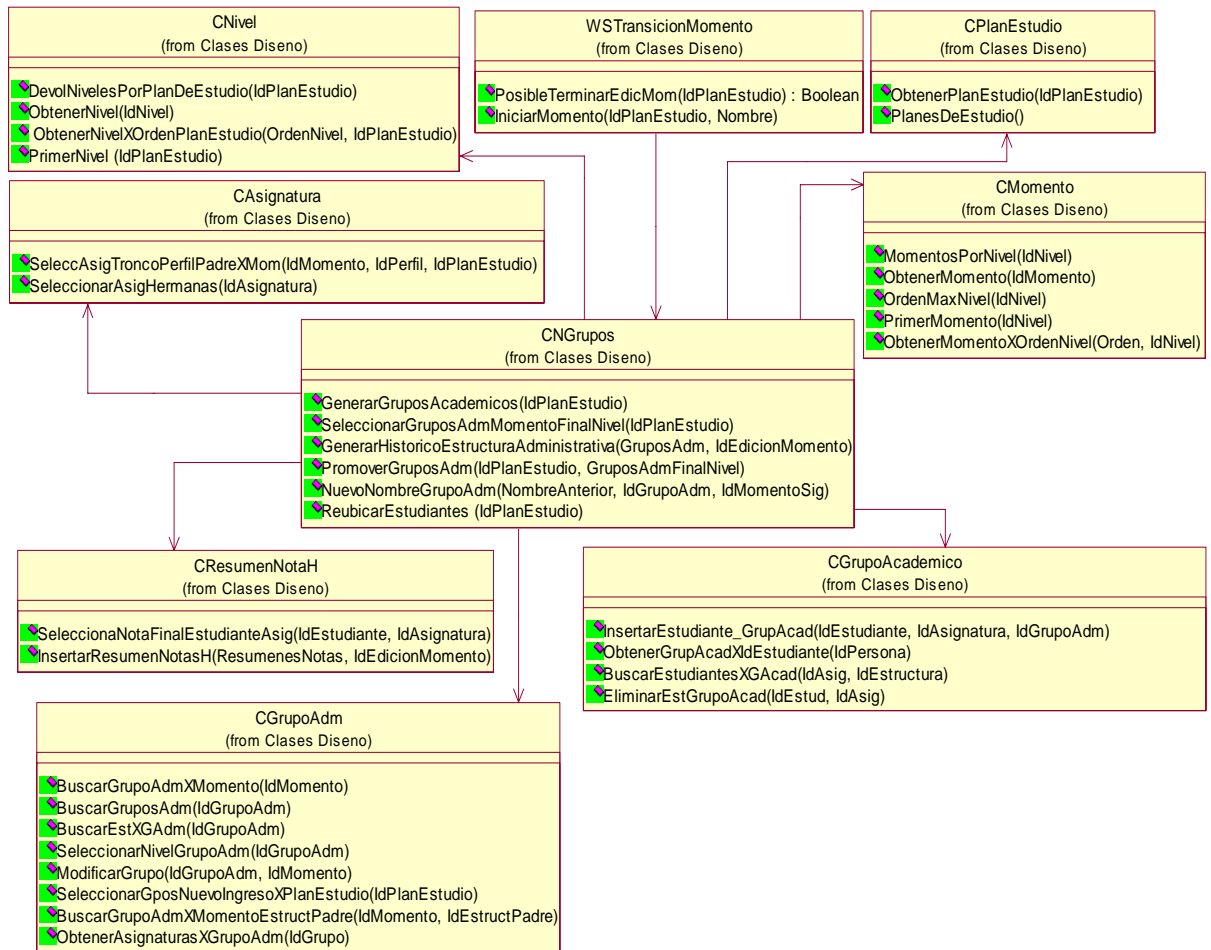 CNivel
(from Clases Diseno)
DevolNivelesPorPlanDeEstudio(IdPlanEstudio)
ObtenerNivel(IdNivel)
ObtenerNivelXOrdenPlanEstudio(OrdenNivel, IdPlanEstudio)
PrimerNivel (IdPlanEstudio)
WSTransicionMomento
(from Clases Diseno)
PosibleTerminarEdicMom(IdPlanEstudio) : Boolean
IniciarMomento(IdPlanEstudio, Nombre)
CPlanEstudio
(from Clases Diseno)
ObtenerPlanEstudio(IdPlanEstudio)
PlanesDeEstudio()
CAsignatura
(from Clases Diseno)
SeleccAsigTroncoPerfilPadreXMom(IdMomento, IdPerfil, IdPlanEstudio)
SeleccionarAsigHermanas(IdAsignatura)
CMomento
(from Clases Diseno)
MomentosPorNivel(IdNivel)
ObtenerMomento(IdMomento)
OrdenMaxNivel(IdNivel)
PrimerMomento(IdNivel)
ObtenerMomentoXOrdenNivel(Orden, IdNivel)
CNGrupos
(from Clases Diseno)
GenerarGruposAcademicos(IdPlanEstudio)
SeleccionarGruposAdmMomentoFinalNivel(IdPlanEstudio)
GenerarHistoricoEstructuraAdministrativa(GruposAdm, IdEdicionMomento)
PromoverGruposAdm(IdPlanEstudio, GruposAdmFinalNivel)
NuevoNombreGrupoAdm(NombreAnterior, IdGrupoAdm, IdMomentoSig)
ReubicarEstudiantes (IdPlanEstudio)
CResumenNotaH
(from Clases Diseno)
SeleccionaNotaFinalEstudianteAsig(IdEstudiante, IdAsignatura)
InsertarResumenNotasH(ResumenesNotas, IdEdicionMomento)
CGrupoAcademico
(from Clases Diseno)
InsertarEstudiante_GrupAcad(IdEstudiante, IdAsignatura, IdGrupoAdm)
ObtenerGrupAcadXIdEstudiante(IdPersona)
BuscarEstudiantesXGAcad(IdAsig, IdEstructura)
EliminarEstGrupoAcad(IdEstud, IdAsig)
CGrupoAdm
(from Clases Diseno)
BuscarGrupoAdmXMomento(IdMomento)
BuscarGruposAdm(IdGrupoAdm)
BuscarEstXGAdm(IdGrupoAdm)
SeleccionarNivelGrupoAdm(IdGrupoAdm)
ModificarGrupo(IdGrupoAdm, IdMomento)
SeleccionarGposNuevoIngresoXPlanEstudio(IdPlanEstudio)
BuscarGrupoAdmXMomentoEstructPadre(IdMomento, IdEstructPadre)
ObtenerAsignaturasXGrupoAdm(IdGrupo)